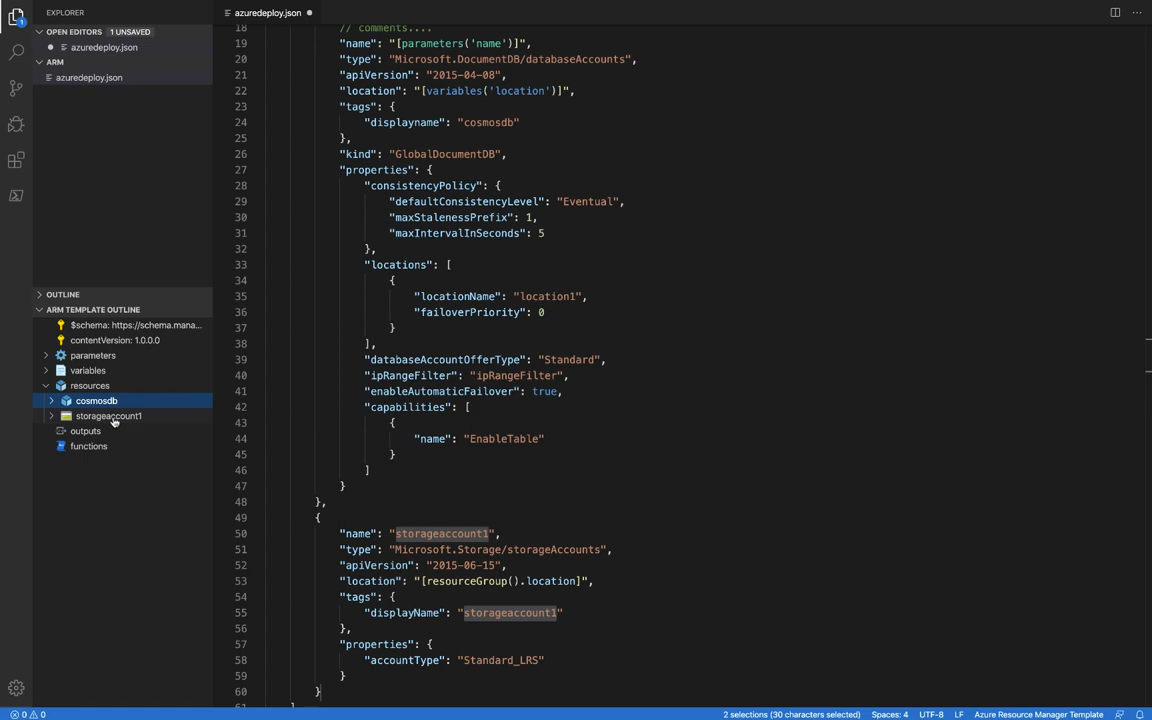 EXPLORER
OPEN EDITORS 1 UNSAVED
azuredeploy.json
ARM
azuredeploy.json
OUTLINE
ARM TEMPLATE OUTLINE
$schema: https://schema.mana...
contentVersion: 1.0.0.0
parameters
variables
resources
cosmosdb
storageaccount1
outputs
functions
azuredeploy.json
18 // comments....
19 "name": "[parameters('name')]",
20 "type": "Microsoft.DocumentDB/databaseAccounts",
21 "apiVersion": "2015-04-08",
22 "location": "[variables('location')]",
23 "tags": {
24 "displayname": "cosmosdb"
25 },
26 "kind": "GlobalDocumentDB",
27 "properties": {
28 "consistencyPolicy": {
29 "defaultConsistencyLevel": "Eventual",
30 "maxStalenessPrefix": 1,
31 "maxIntervalInSeconds": 5
32 },
33 "locations": [
34 {
35 "locationName": "location1",
36 "failoverPriority": 0
37 }
38 ],
39 "databaseAccountOfferType": "Standard",
40 "ipRangeFilter": "ipRangeFilter",
41 "enableAutomaticFailover": true,
42 "capabilities": [
43 {
44 "name": "EnableTable"
45 }
46 ]
47 }
48 },
49 {
50 "name": "storageaccount1",
51 "type": "Microsoft.Storage/storageAccounts",
52 "apiVersion": "2015-06-15",
53 "location": "[resourceGroup().location]",
54 "tags": {
55 "displayName": "storageaccount1"
56 },
57 "properties": {
58 "accountType": "Standard_LRS"
59 }
60 }
61 ]
1
0 0
2 selections (30 characters selected) Spaces: 4 UTF-8 LF Azure Resource Manager Template